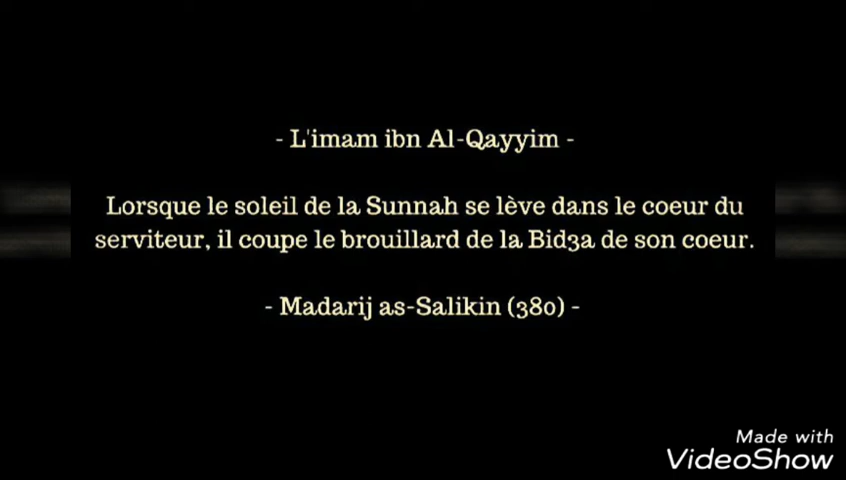 - L'imam ibn Al-Qayyim -
Lorsque le soleil de la Sunnah se lève dans le coeur du
serviteur, il coupe le brouillard de la Bid3a de son coeur.
- Madarij as-Salikin (380) -
Made with
VideoShow